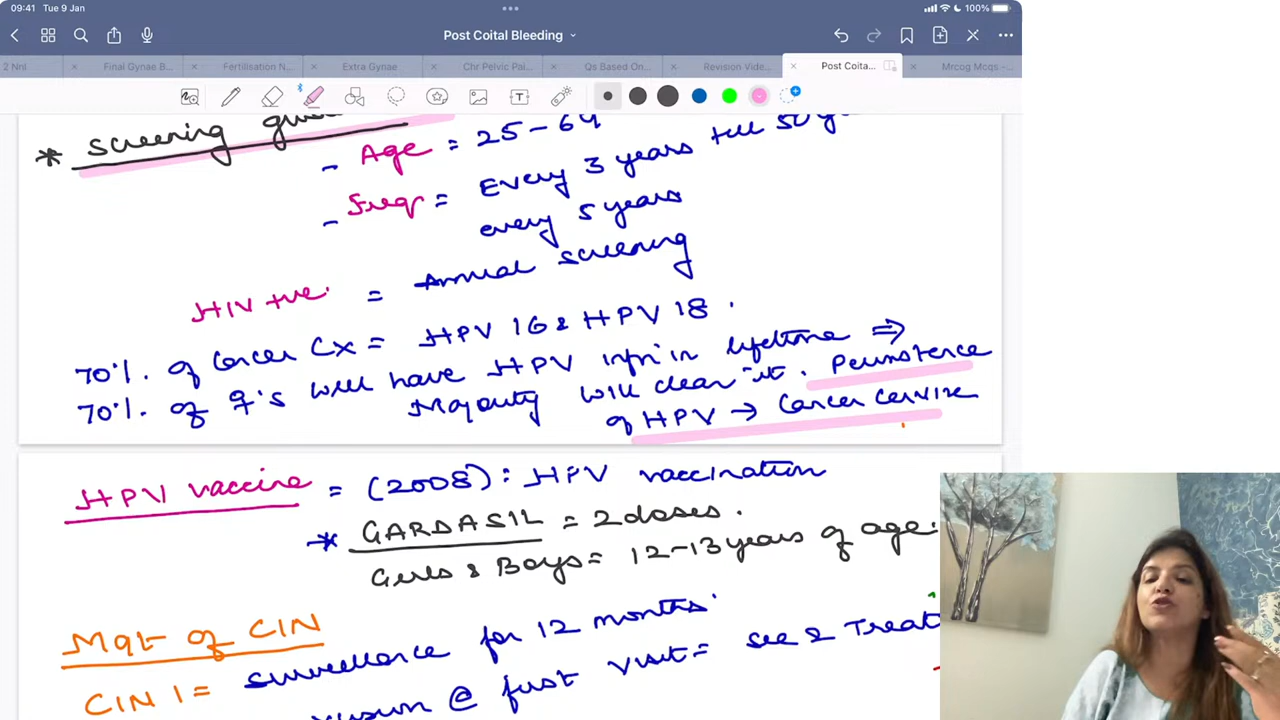 09:41 Tue 9 Jan
100%
Post Coital Bleeding
2 Nnl
Final Gynae B...
Fertilisation N...
Extra Gynae
Chr Pelvic Pai...
Qs Based On...
Revision Vide...
Post Coita...
Mrcog Mcqs -...
* Screening
- Age = 25-64
- Freq = Every 3 years till 50 y
every 5 years
HIV +ve = Annual screening
70%. of Cancer Cx = HPV 16 & HPV 18.
70%. of ♀'s will have HPV infn in lifetime ⇒
Majority will clear it. Persistence
of HPV → Cancer cervix
HPV vaccine = (2008): HPV vaccination
* GARDASIL = 2 doses.
Girls & Boys = 12-13 years of age.
Mgt of CIN
CIN 1 = surveillance for 12 months
@ first visit = see & Treat